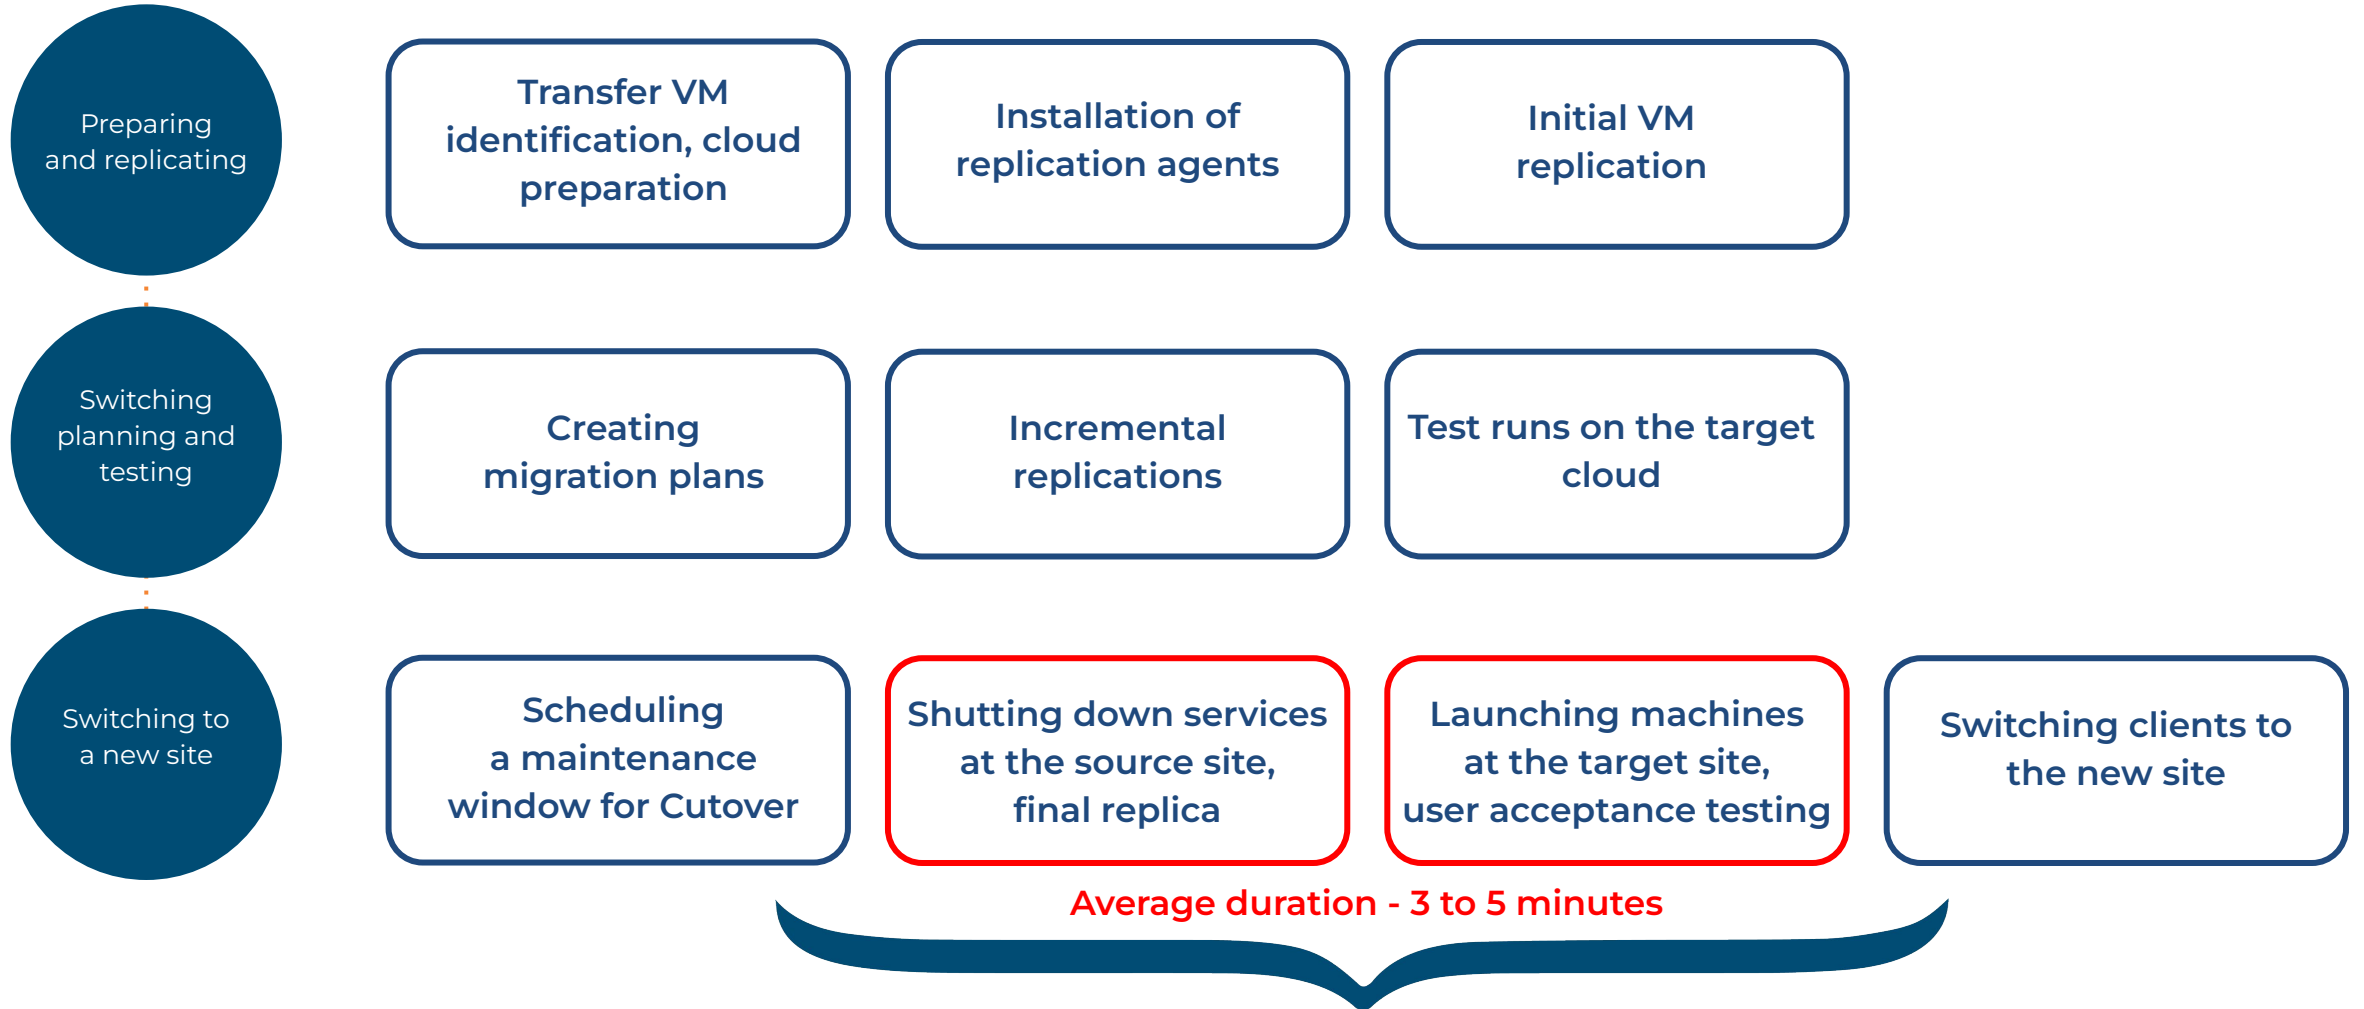 Preparing
and replicating
Transfer VM
identification, cloud
preparation
Installation of
replication agents
Initial VM
replication
Switching
planning and
testing
Creating
migration plans
Incremental
replications
Test runs on the target
cloud
Switching to
a new site
Scheduling
a maintenance
window for Cutover
Shutting down services
at the source site,
final replica
Launching machines
at the target site,
user acceptance testing
Switching clients to
the new site
Average duration - 3 to 5 minutes